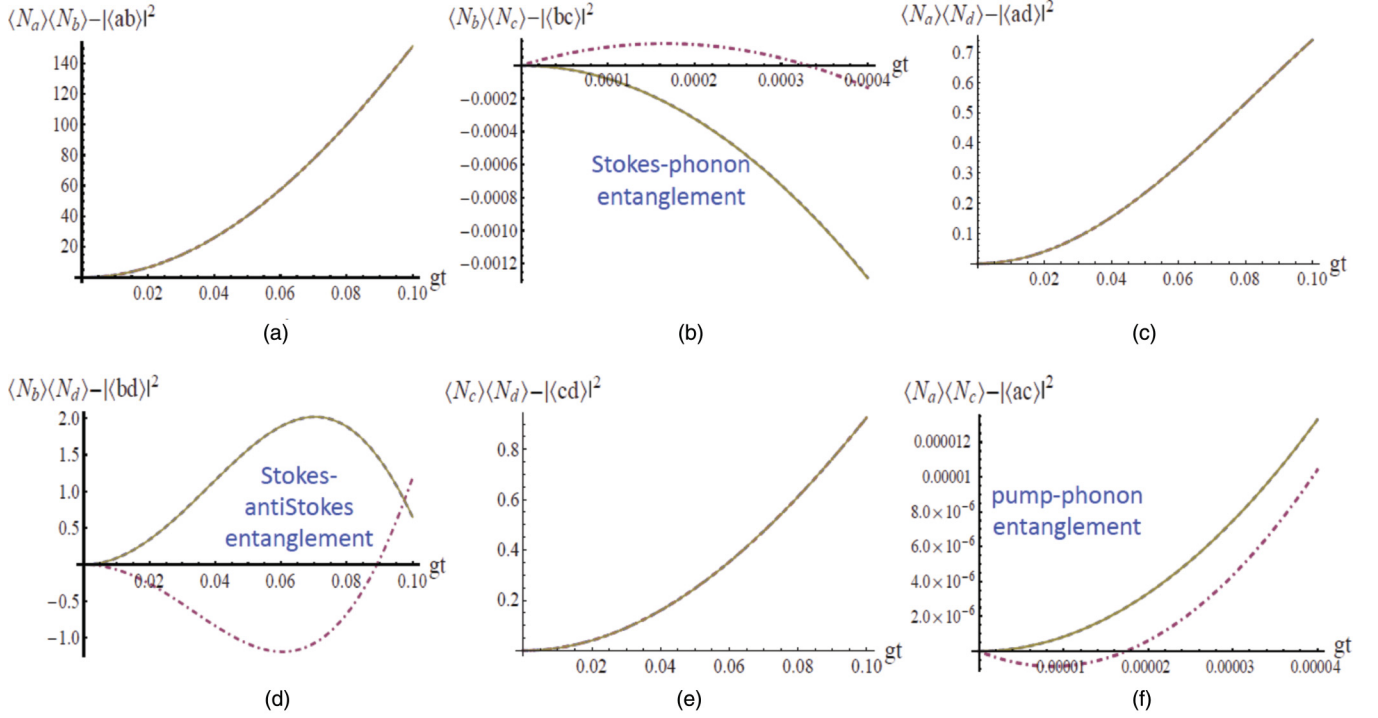 ⟨Nₐ⟩⟨N_b⟩−|⟨ab⟩|²
140
120
100
80
60
40
20
0.02 0.04 0.06 0.08 0.10 gt
(a)
⟨N_b⟩⟨N_c⟩−|⟨bc⟩|²
0.0001 0.0002 0.0003 0.0004 gt
−0.0002
−0.0004
−0.0006
−0.0008
−0.0010
−0.0012
Stokes-phonon
entanglement
(b)
⟨Nₐ⟩⟨N_d⟩−|⟨ad⟩|²
0.7
0.6
0.5
0.4
0.3
0.2
0.1
0.02 0.04 0.06 0.08 0.10 gt
(c)
⟨N_b⟩⟨N_d⟩−|⟨bd⟩|²
2.0
1.5
1.0
0.5
−0.5
−1.0
0.02 0.04 0.06 0.08 0.10 gt
Stokes-
antiStokes
entanglement
(d)
⟨N_c⟩⟨N_d⟩−|⟨cd⟩|²
0.8
0.6
0.4
0.2
0.02 0.04 0.06 0.08 0.10 gt
(e)
⟨Nₐ⟩⟨N_c⟩−|⟨ac⟩|²
0.000012
0.00001
8.0×10⁻⁶
6.0×10⁻⁶
4.0×10⁻⁶
2.0×10⁻⁶
0.00001 0.00002 0.00003 0.00004 gt
pump-phonon
entanglement
(f)